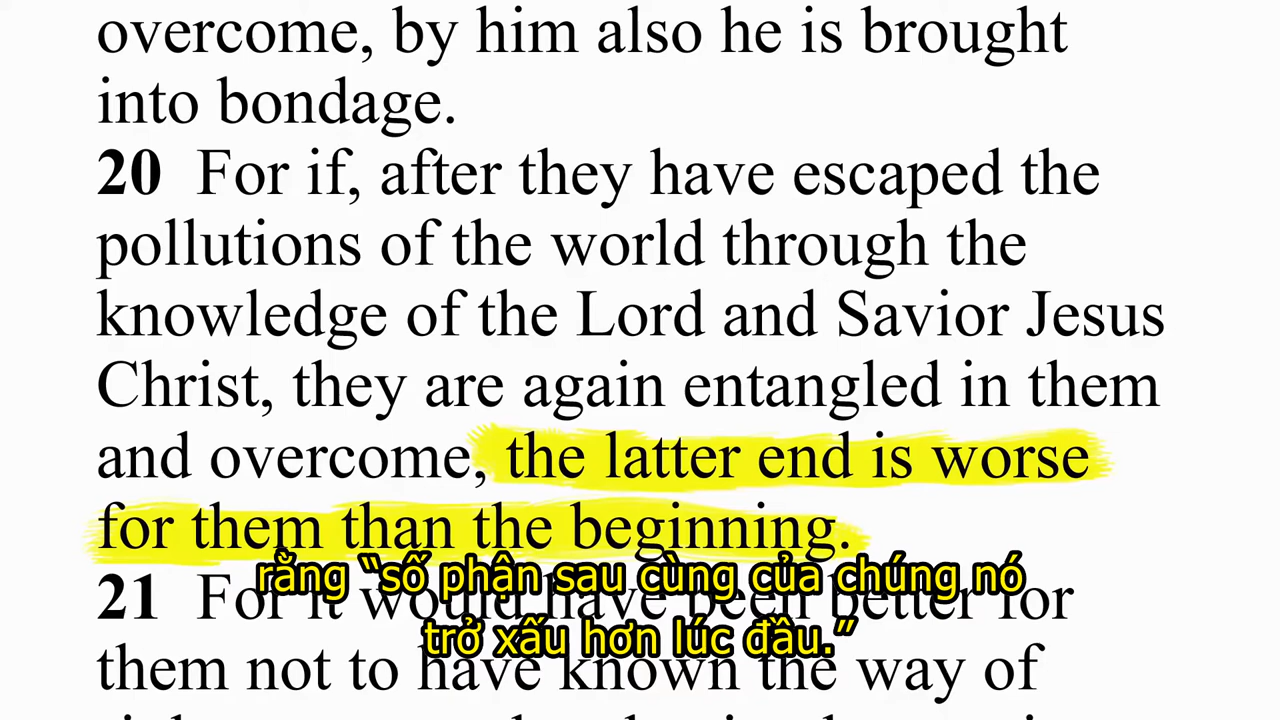 overcome, by him also he is brought
into bondage.
20 For if, after they have escaped the
pollutions of the world through the
knowledge of the Lord and Savior Jesus
Christ, they are again entangled in them
and overcome, the latter end is worse
for them than the beginning.
rằng “số phận sau cùng của chúng nó
21 For it would have been better for
trở xấu hơn lúc đầu.”
them not to have known the way of